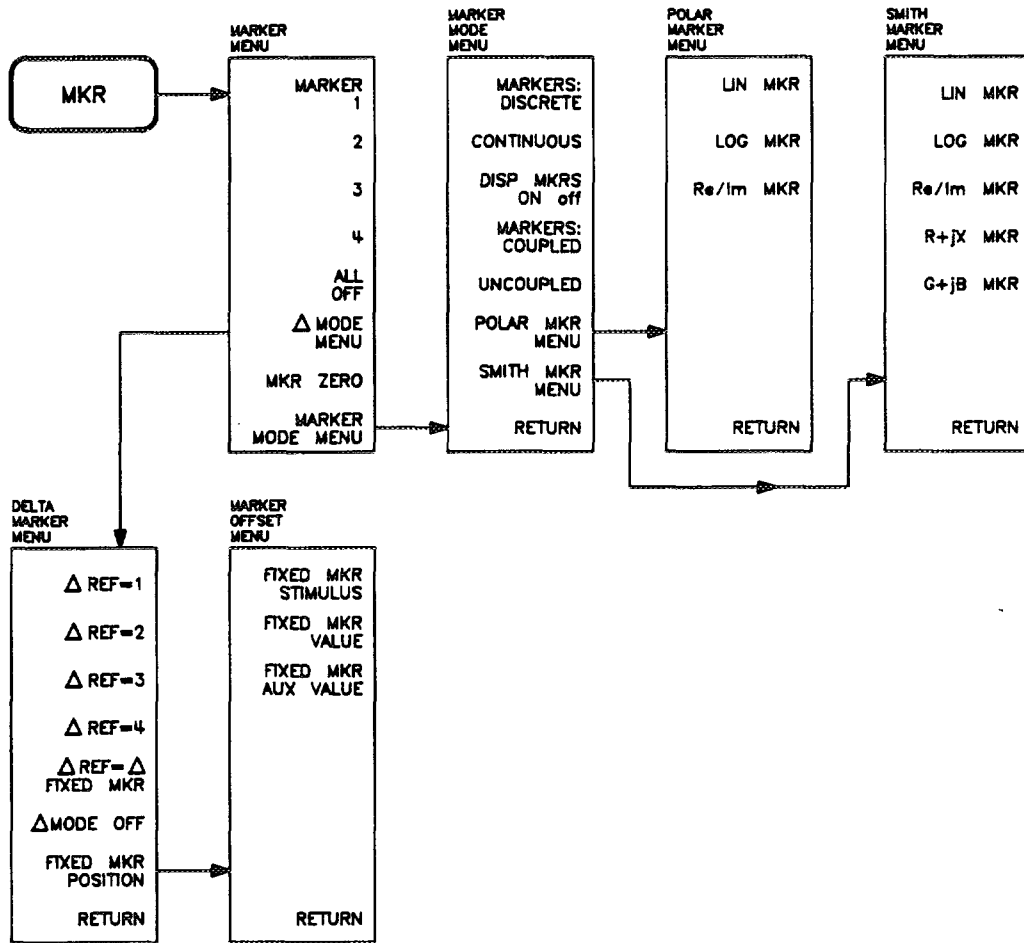 MKR
MARKER
MENU
MARKER
1
2
3
4
ALL
OFF
Δ MODE
MENU
MKR ZERO
MARKER
MODE MENU
MARKER
MODE
MENU
MARKERS:
DISCRETE
CONTINUOUS
DISP MKRS
ON off
MARKERS:
COUPLED
UNCOUPLED
POLAR MKR
MENU
SMITH MKR
MENU
RETURN
POLAR
MARKER
MENU
LIN MKR
LOG MKR
Re/Im MKR
RETURN
SMITH
MARKER
MENU
LIN MKR
LOG MKR
Re/Im MKR
R+jX MKR
G+jB MKR
RETURN
DELTA
MARKER
MENU
Δ REF=1
Δ REF=2
Δ REF=3
Δ REF=4
Δ REF=Δ
FIXED MKR
ΔMODE OFF
FIXED MKR
POSITION
RETURN
MARKER
OFFSET
MENU
FIXED MKR
STIMULUS
FIXED MKR
VALUE
FIXED MKR
AUX VALUE
RETURN